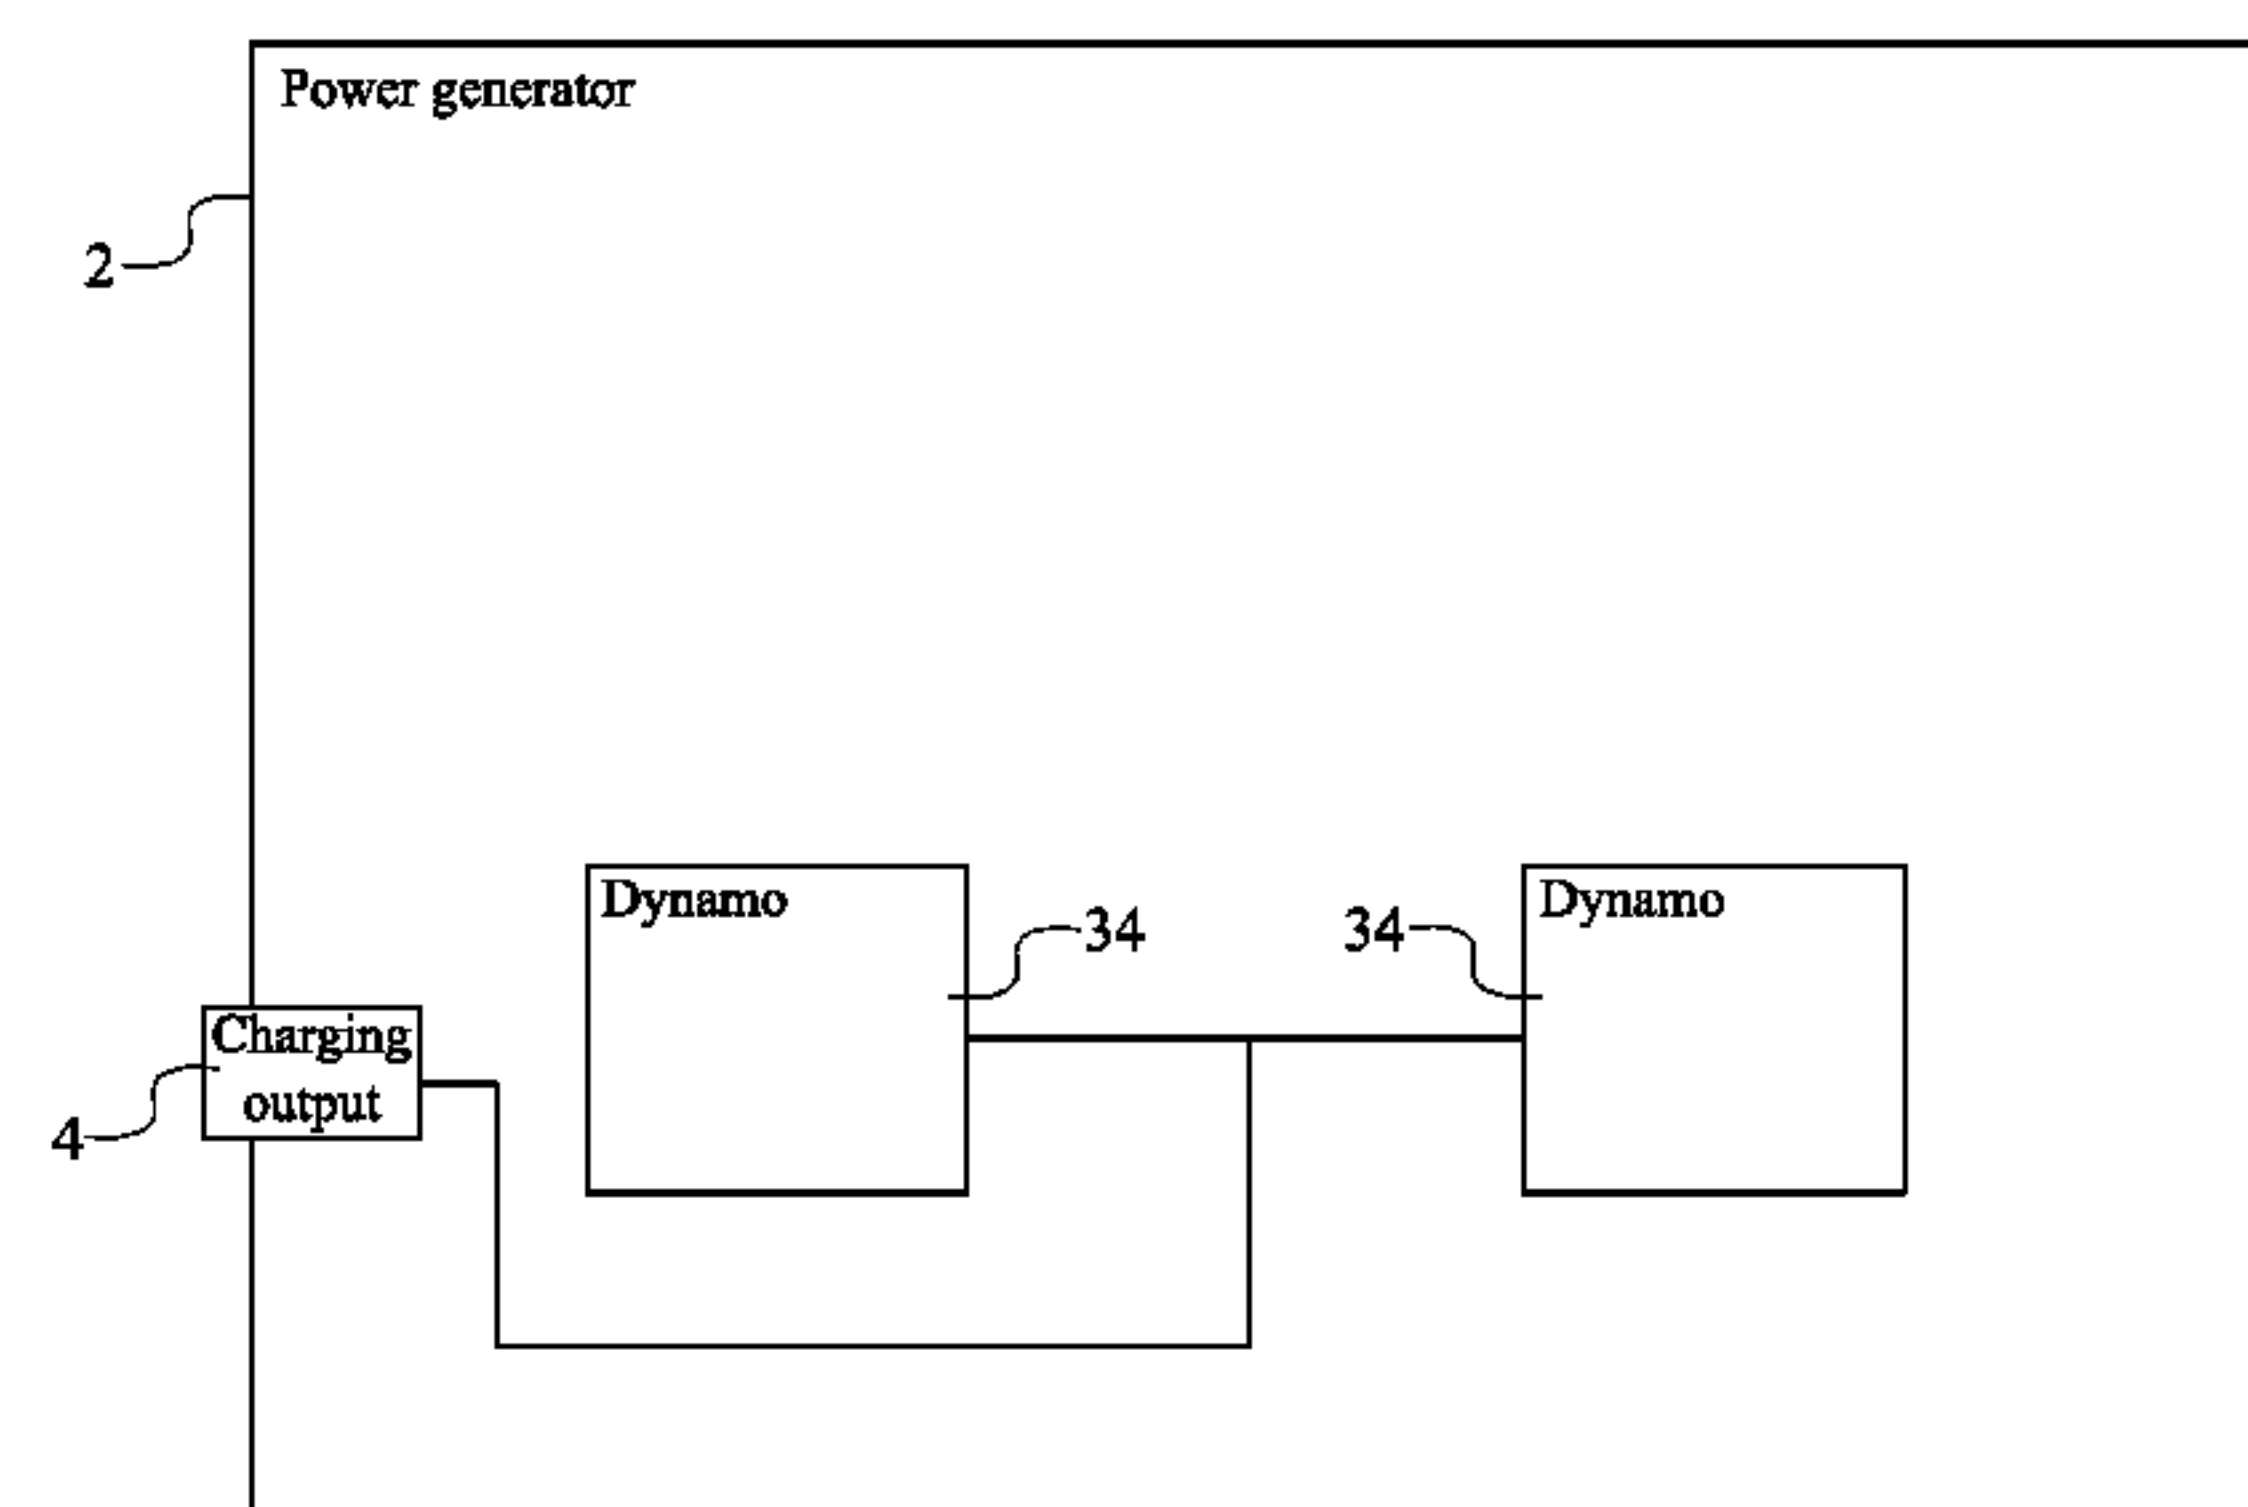 Power generator
2
Dynamo
34
34
Dynamo
Charging
output
4